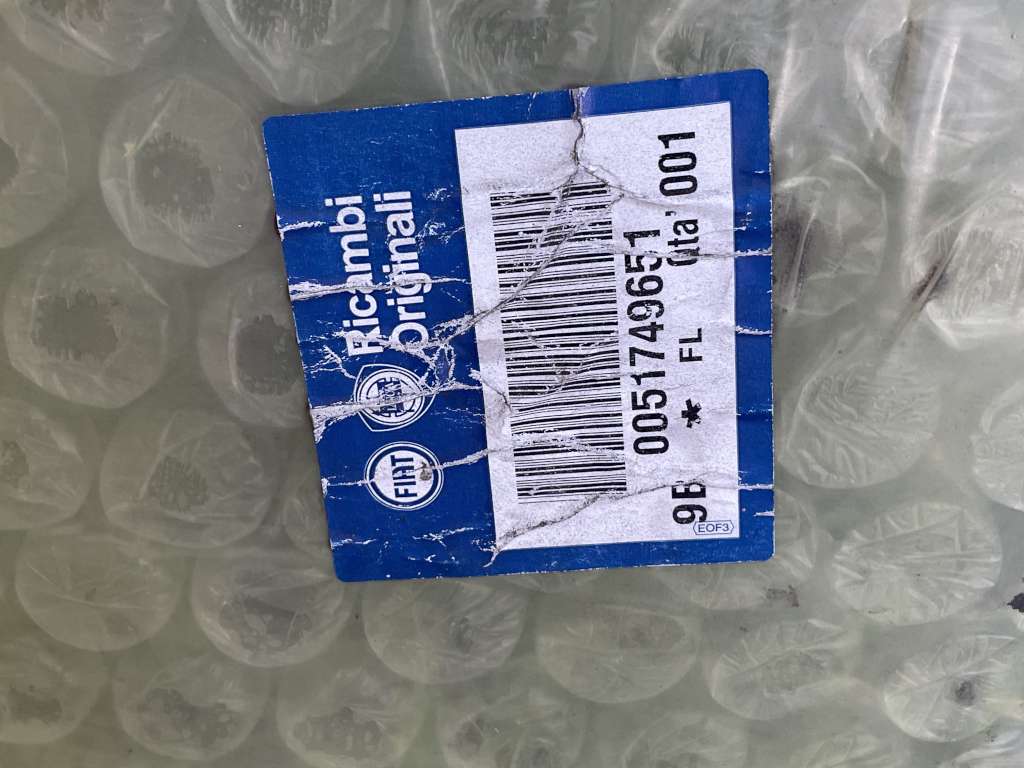 FIAT
Ricambi
Originali
0051749651
9B * FL Qta' 001
EOF3